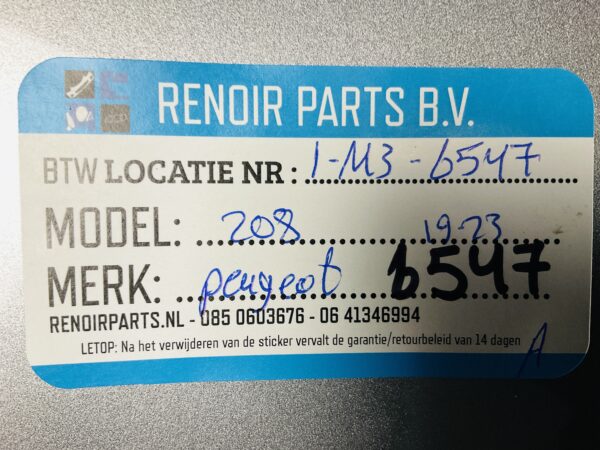 RENOIR PARTS B.V.
BTW LOCATIE NR: 1-M3-6547
MODEL: 208 19-23
MERK: peugeot 6547
RENOIRPARTS.NL - 085 0603676 - 06 41346994
LETOP: Na het verwijderen van de sticker vervalt de garantie/retourbeleid van 14 dagen
A